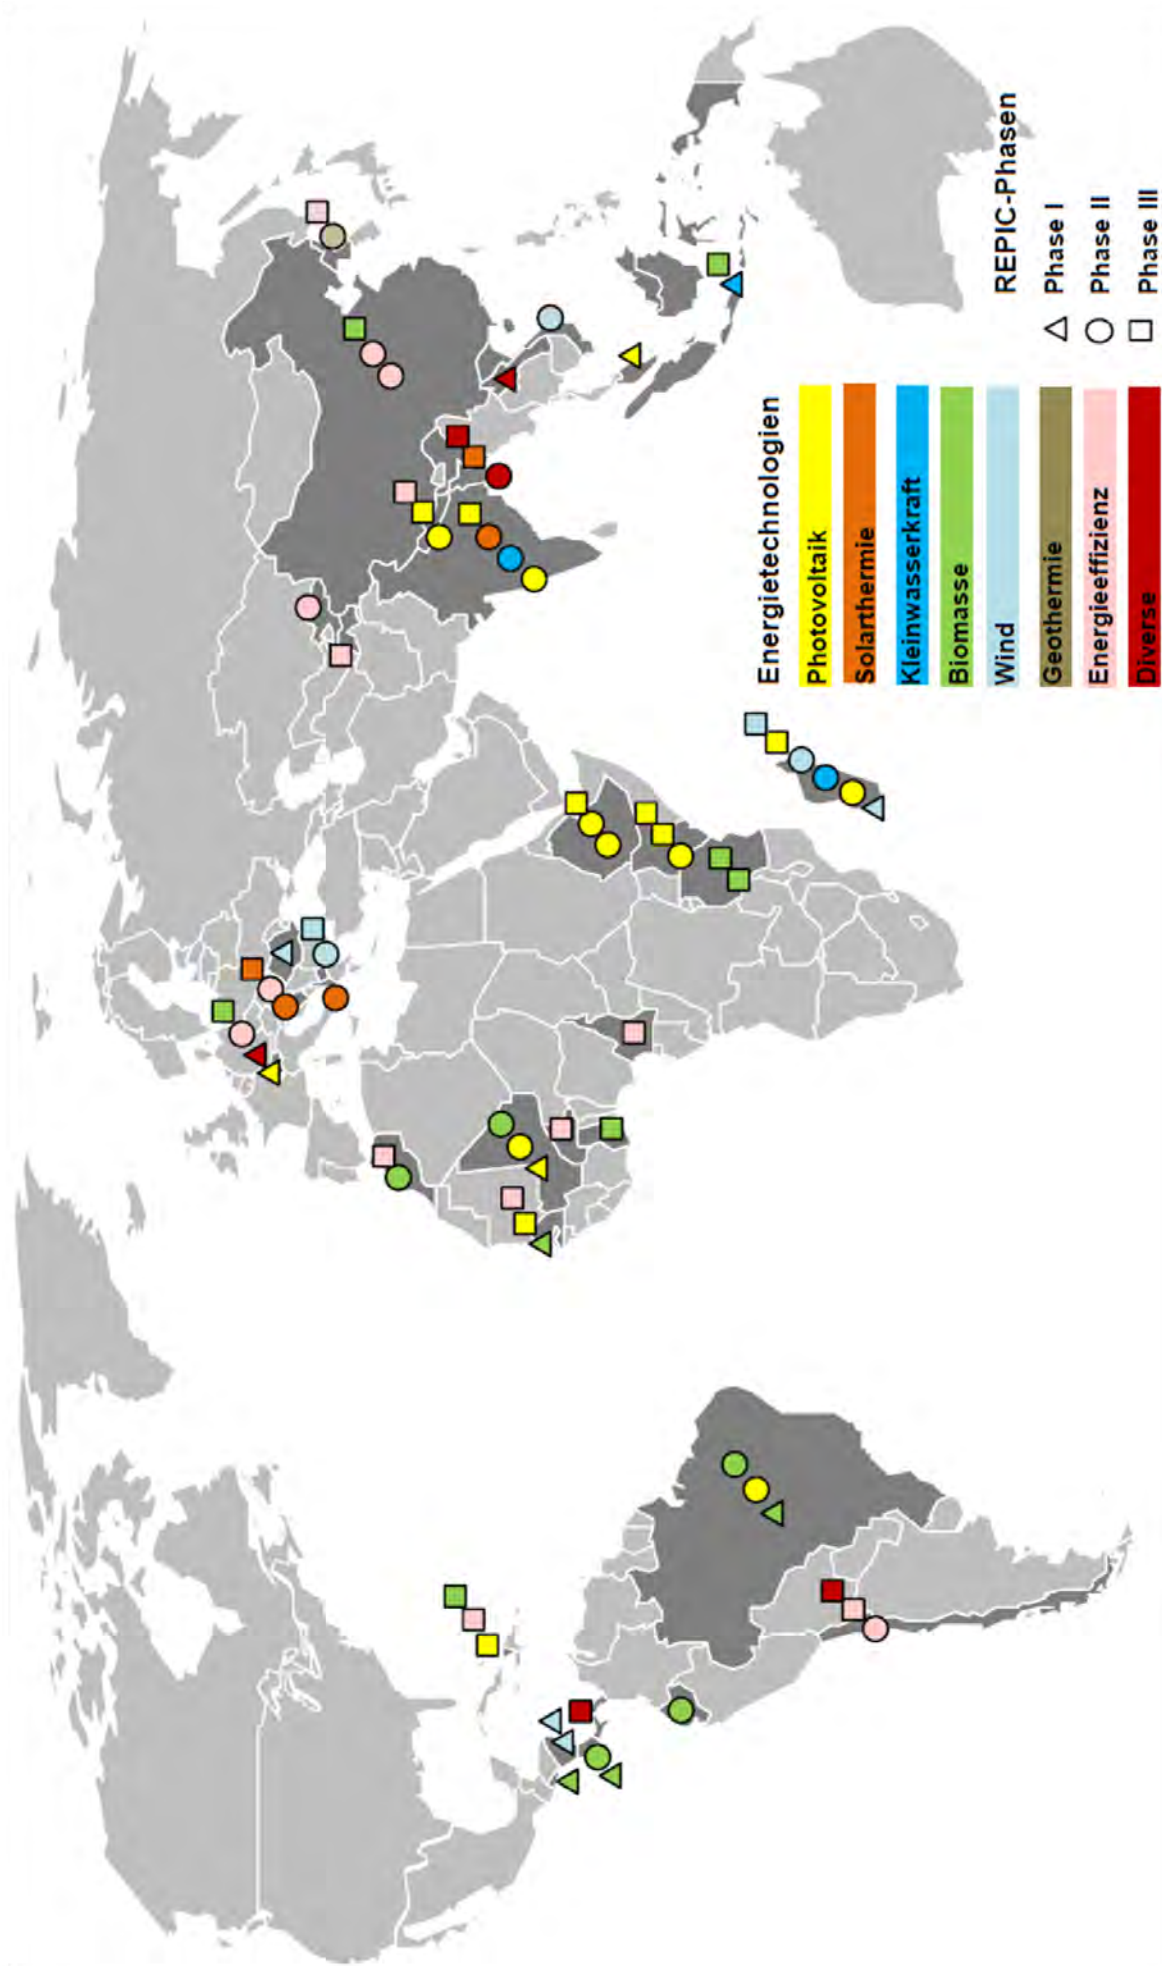 Energietechnologien
Photovoltaik
Solarthermie
Kleinwasserkraft
Biomasse
Wind
Geothermie
Energieeffizienz
Diverse
REPIC-Phasen
Phase I
Phase II
Phase III